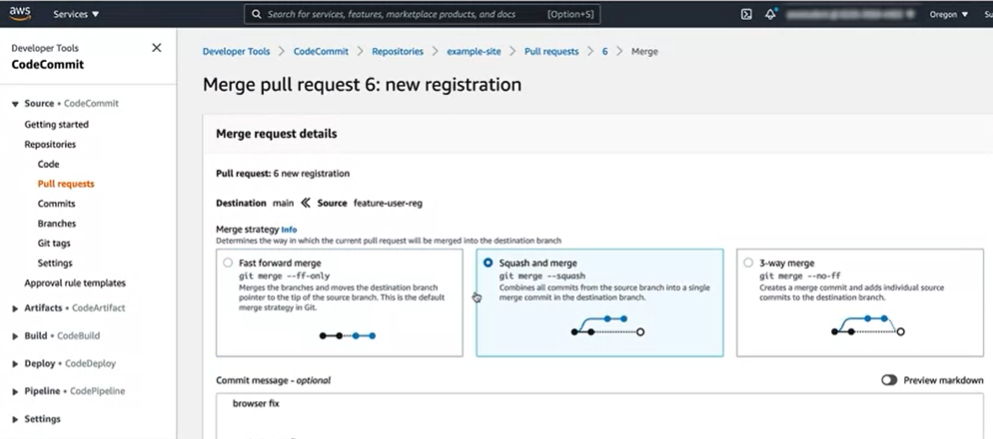 aws
Services
Search for services, features, marketplace products, and docs [Option+S]
Oregon
Developer Tools
CodeCommit
Source • CodeCommit
Getting started
Repositories
Code
Pull requests
Commits
Branches
Git tags
Settings
Approval rule templates
Artifacts • CodeArtifact
Build • CodeBuild
Deploy • CodeDeploy
Pipeline • CodePipeline
Settings
Developer Tools > CodeCommit > Repositories > example-site > Pull requests > 6 > Merge
Merge pull request 6: new registration
Merge request details
Pull request: 6 new registration
Destination main Source feature-user-reg
Merge strategy Info
Determines the way in which the current pull request will be merged into the destination branch
Fast forward merge
git merge --ff-only
Merges the branches and moves the destination branch
pointer to the tip of the source branch. This is the default
merge strategy in Git.
Squash and merge
git merge --squash
Combines all commits from the source branch into a single
merge commit in the destination branch.
3-way merge
git merge --no-ff
Creates a merge commit and adds individual source
commits to the destination branch.
Commit message - optional
Preview markdown
browser fix